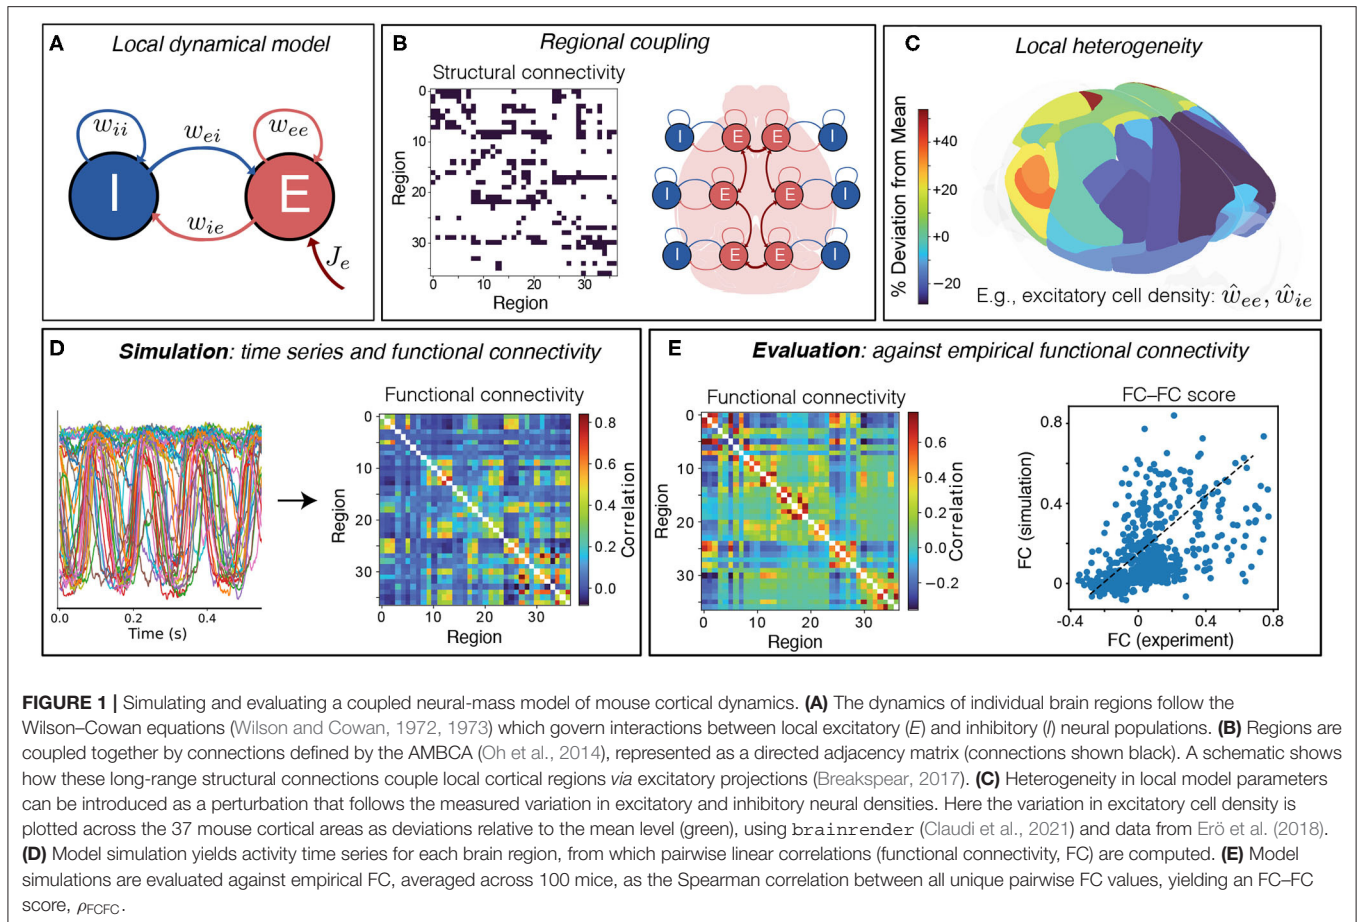 A
Local dynamical model
w_ii
w_ei
w_ee
I
E
w_ie
J_e
B
Regional coupling
Structural connectivity
0
10
20
30
Region
0
10
20
30
Region
I E E I
I E E I
I E E I
C
Local heterogeneity
% Deviation from Mean
+40
+20
+0
−20
E.g., excitatory cell density: ŵ_ee, ŵ_ie
D
Simulation: time series and functional connectivity
0.0
0.2
0.4
Time (s)
Functional connectivity
0
10
20
30
Region
0
10
20
30
Region
0.8
0.6
0.4
0.2
0.0
Correlation
E
Evaluation: against empirical functional connectivity
Functional connectivity
0
10
20
30
Region
0
10
20
30
Region
0.6
0.4
0.2
0.0
−0.2
Correlation
FC–FC score
0.8
0.4
0
FC (simulation)
-0.4
0
0.4
0.8
FC (experiment)
FIGURE 1 | Simulating and evaluating a coupled neural-mass model of mouse cortical dynamics. (A) The dynamics of individual brain regions follow the
Wilson–Cowan equations (Wilson and Cowan, 1972, 1973) which govern interactions between local excitatory (E) and inhibitory (I) neural populations. (B) Regions are
coupled together by connections defined by the AMBCA (Oh et al., 2014), represented as a directed adjacency matrix (connections shown black). A schematic shows
how these long-range structural connections couple local cortical regions via excitatory projections (Breakspear, 2017). (C) Heterogeneity in local model parameters
can be introduced as a perturbation that follows the measured variation in excitatory and inhibitory neural densities. Here the variation in excitatory cell density is
plotted across the 37 mouse cortical areas as deviations relative to the mean level (green), using brainrender (Claudi et al., 2021) and data from Erö et al. (2018).
(D) Model simulation yields activity time series for each brain region, from which pairwise linear correlations (functional connectivity, FC) are computed. (E) Model
simulations are evaluated against empirical FC, averaged across 100 mice, as the Spearman correlation between all unique pairwise FC values, yielding an FC–FC
score, ρ_FCFC.